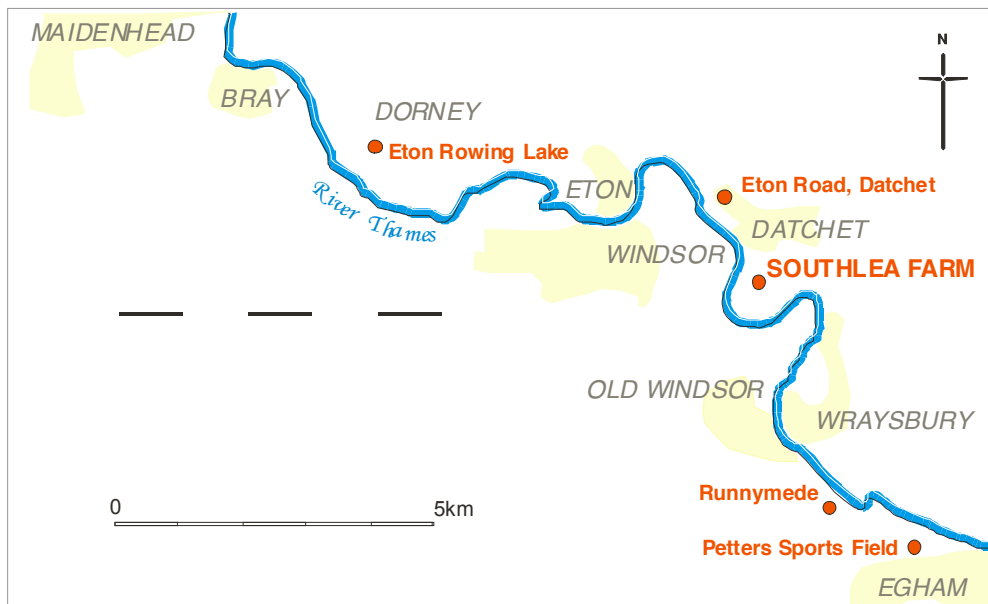 MAIDENHEAD
N
BRAY
DORNEY
Eton Rowing Lake
River Thames
ETON
Eton Road, Datchet
DATCHET
WINDSOR
SOUTHLEA FARM
OLD WINDSOR
WRAYSBURY
0 5km
Runnymede
Petters Sports Field
EGHAM